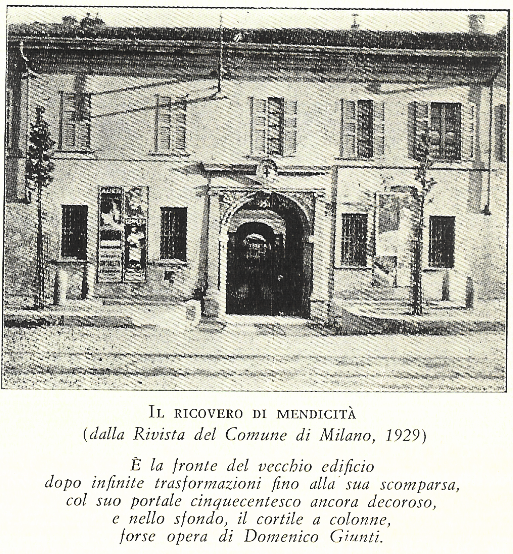 IL RICOVERO DI MENDICITÀ
(dalla Rivista del Comune di Milano, 1929)
È la fronte del vecchio edificio
dopo infinite trasformazioni fino alla sua scomparsa,
col suo portale cinquecentesco ancora decoroso,
e nello sfondo, il cortile a colonne,
forse opera di Domenico Giunti.